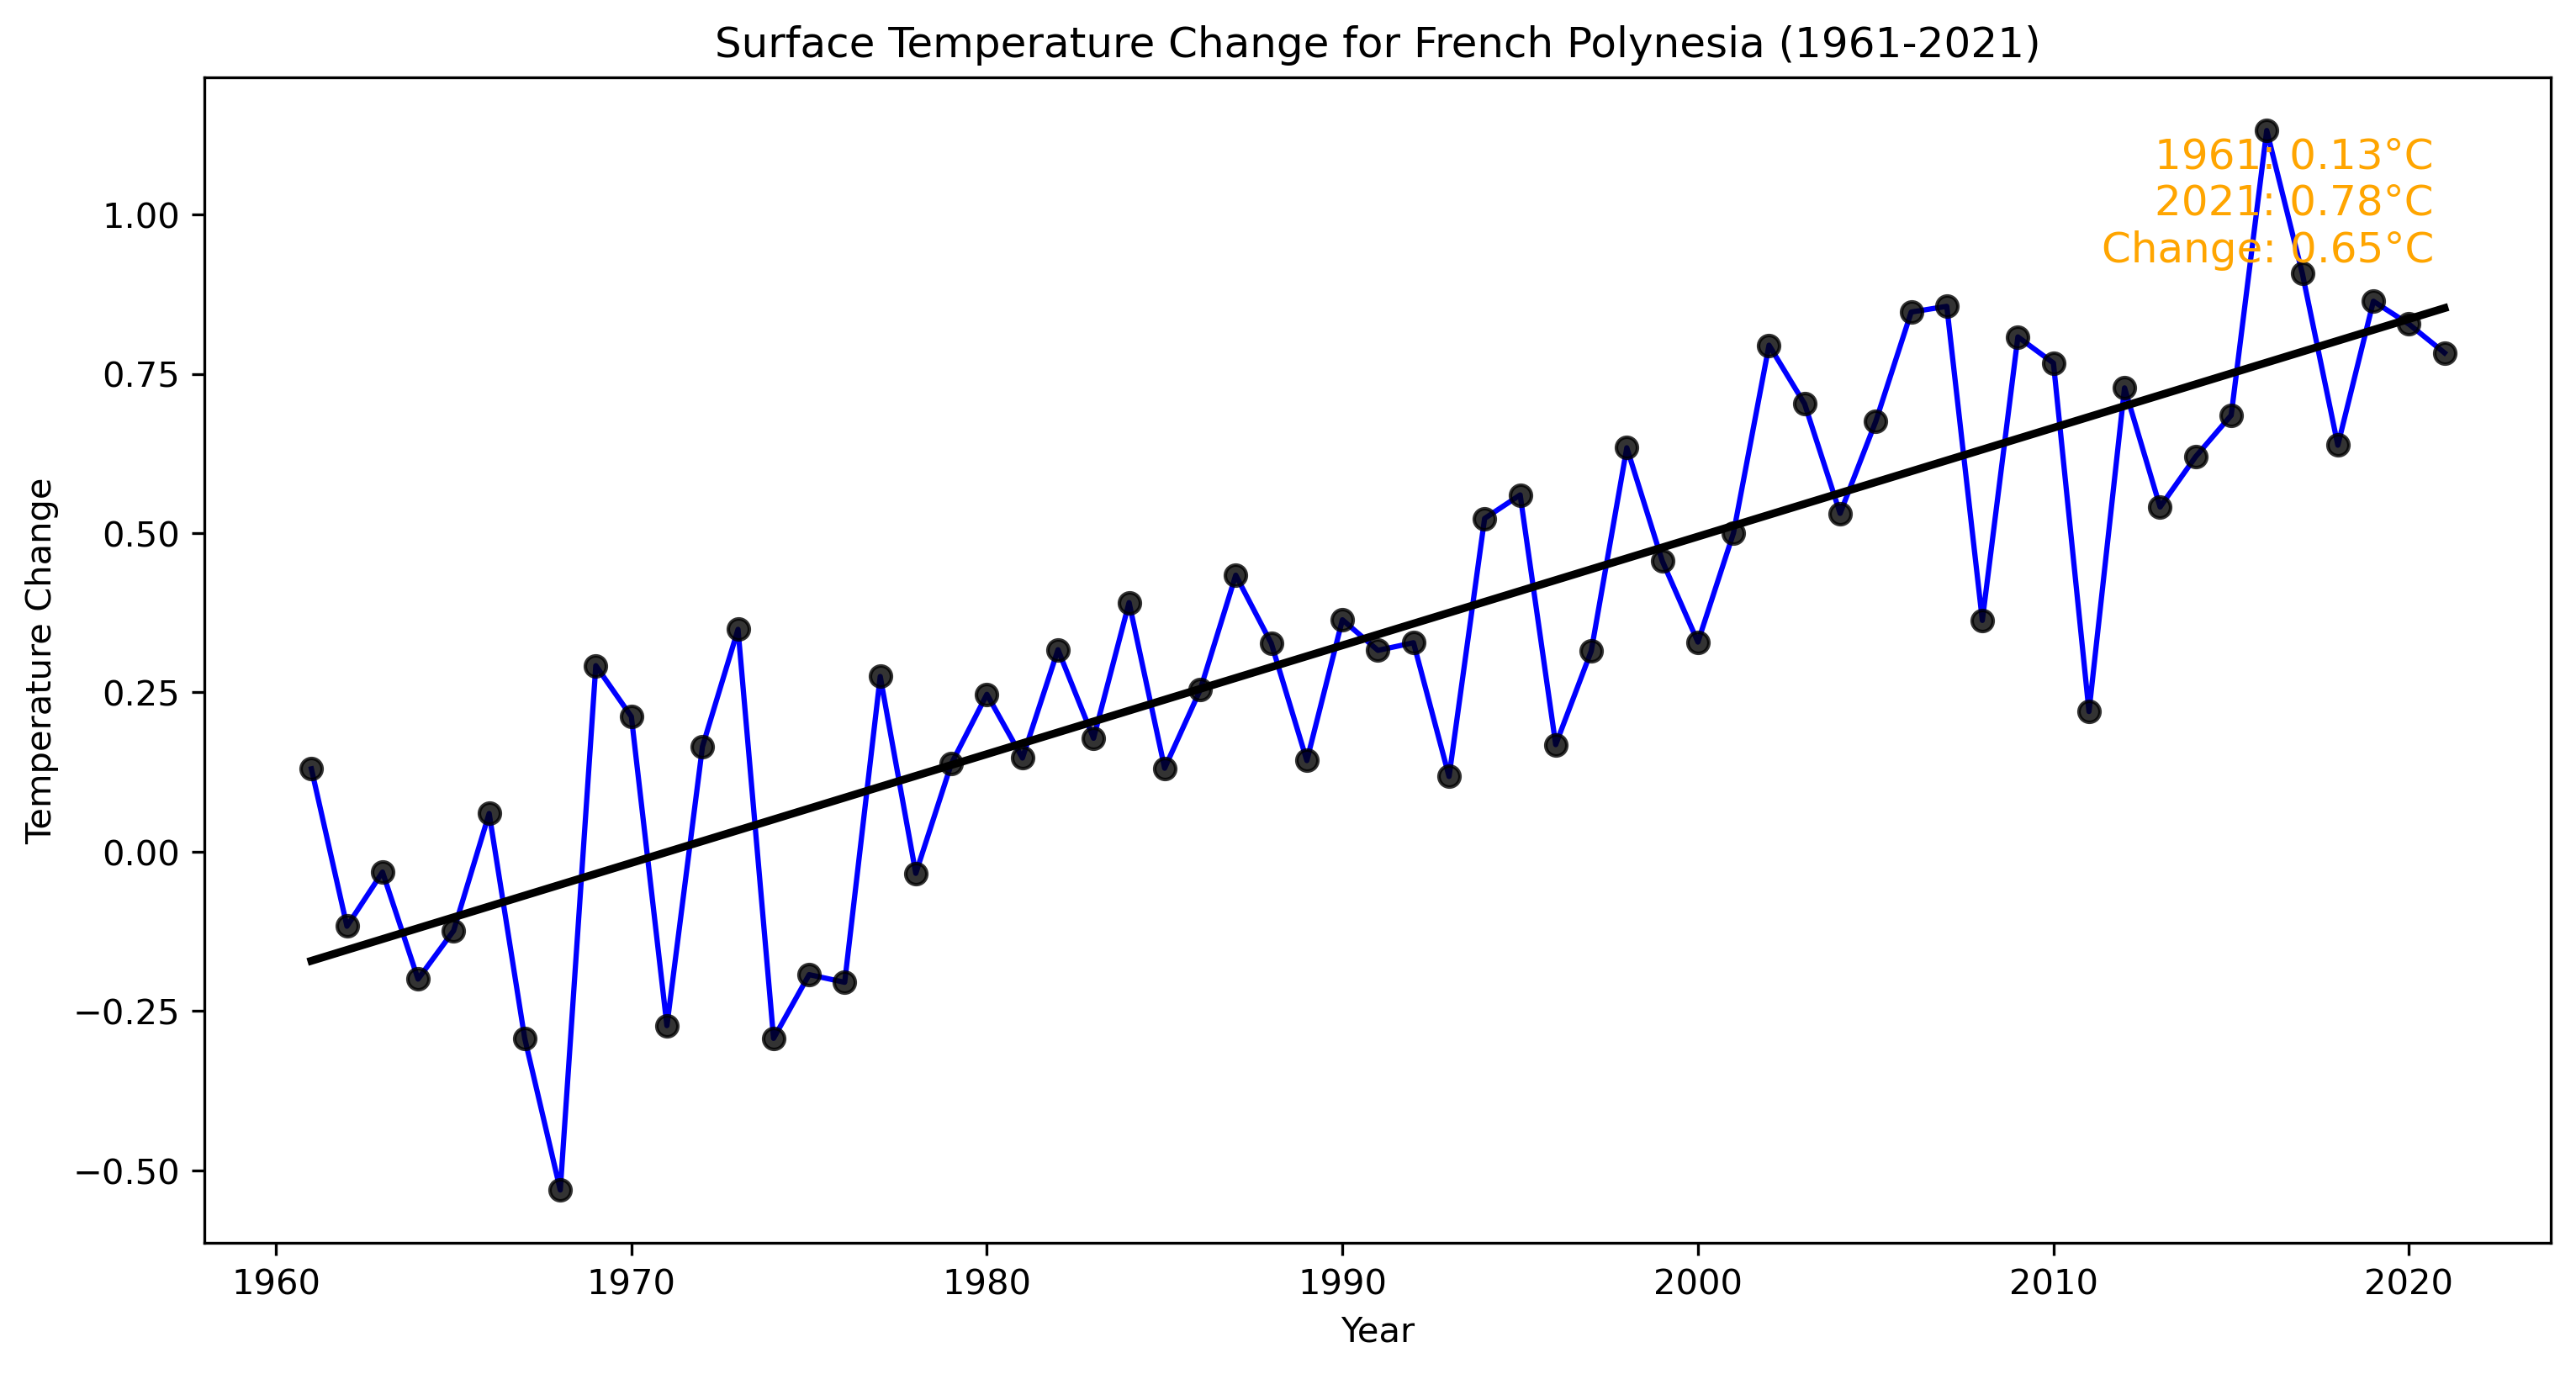 Surface Temperature Change for French Polynesia (1961-2021)
1961: 0.13°C
2021: 0.78°C
Change: 0.65°C
1.00
0.75
0.50
0.25
0.00
−0.25
−0.50
Temperature Change
1960 1970 1980 1990 2000 2010 2020
Year